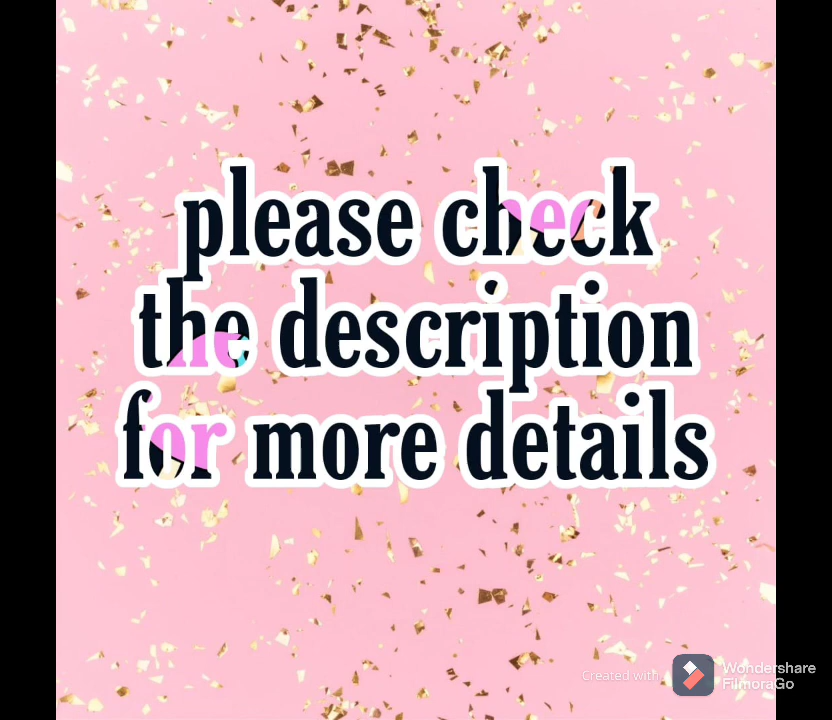 please check
the description
for more details
Created with
Wondershare
FilmoraGo